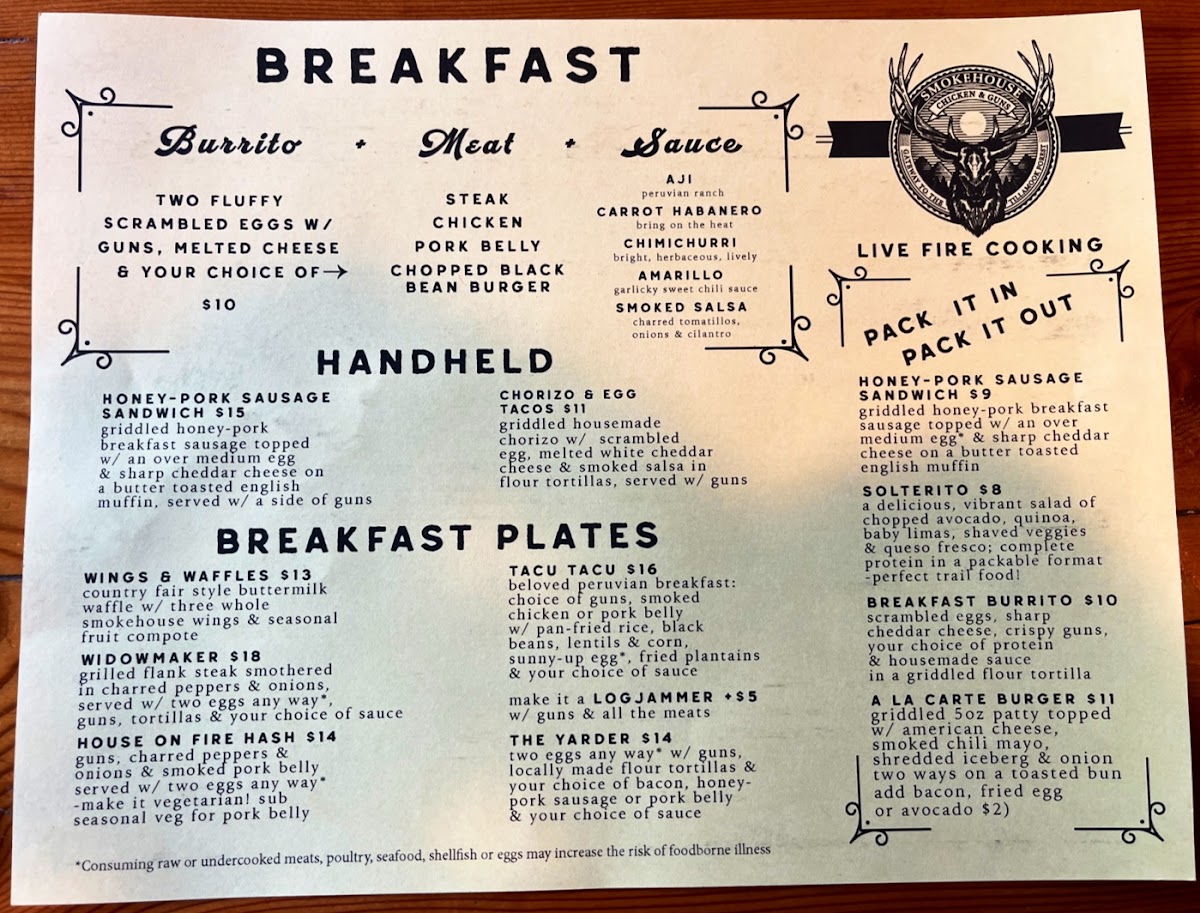 BREAKFAST
Burrito + Meat + Sauce
TWO FLUFFY
SCRAMBLED EGGS W/
GUNS, MELTED CHEESE
& YOUR CHOICE OF→
$10
STEAK
CHICKEN
PORK BELLY
CHOPPED BLACK
BEAN BURGER
AJI
peruvian ranch
CARROT HABANERO
bring on the heat
CHIMICHURRI
bright, herbaceous, lively
AMARILLO
garlicky sweet chili sauce
SMOKED SALSA
charred tomatillos,
onions & cilantro
HANDHELD
HONEY-PORK SAUSAGE
SANDWICH $15
griddled honey-pork
breakfast sausage topped
w/ an over medium egg
& sharp cheddar cheese on
a butter toasted english
muffin, served w/ a side of guns
CHORIZO & EGG
TACOS $11
griddled housemade
chorizo w/ scrambled
egg, melted white cheddar
cheese & smoked salsa in
flour tortillas, served w/ guns
BREAKFAST PLATES
WINGS & WAFFLES $13
country fair style buttermilk
waffle w/ three whole
smokehouse wings & seasonal
fruit compote
WIDOWMAKER $18
grilled flank steak smothered
in charred peppers & onions,
served w/ two eggs any way*,
guns, tortillas & your choice of sauce
HOUSE ON FIRE HASH $14
guns, charred peppers &
onions & smoked pork belly
served w/ two eggs any way*
-make it vegetarian! sub
seasonal veg for pork belly
TACU TACU $16
beloved peruvian breakfast:
choice of guns, smoked
chicken or pork belly
w/ pan-fried rice, black
beans, lentils & corn,
sunny-up egg*, fried plantains
& your choice of sauce
make it a LOGJAMMER +$5
w/ guns & all the meats
THE YARDER $14
two eggs any way* w/ guns,
locally made flour tortillas &
your choice of bacon, honey-
pork sausage or pork belly
& your choice of sauce
*Consuming raw or undercooked meats, poultry, seafood, shellfish or eggs may increase the risk of foodborne illness
SMOKEHOUSE
CHICKEN & GUNS
GATEWAY TO THE TILLAMOOK FOREST
LIVE FIRE COOKING
PACK IT IN
PACK IT OUT
HONEY-PORK SAUSAGE
SANDWICH $9
griddled honey-pork breakfast
sausage topped w/ an over
medium egg* & sharp cheddar
cheese on a butter toasted
english muffin
SOLTERITO $8
a delicious, vibrant salad of
chopped avocado, quinoa,
baby limas, shaved veggies
& queso fresco; complete
protein in a packable format
-perfect trail food!
BREAKFAST BURRITO $10
scrambled eggs, sharp
cheddar cheese, crispy guns,
your choice of protein
& housemade sauce
in a griddled flour tortilla
A LA CARTE BURGER $11
griddled 5oz patty topped
w/ american cheese,
smoked chili mayo,
shredded iceberg & onion
two ways on a toasted bun
add bacon, fried egg
or avocado $2)